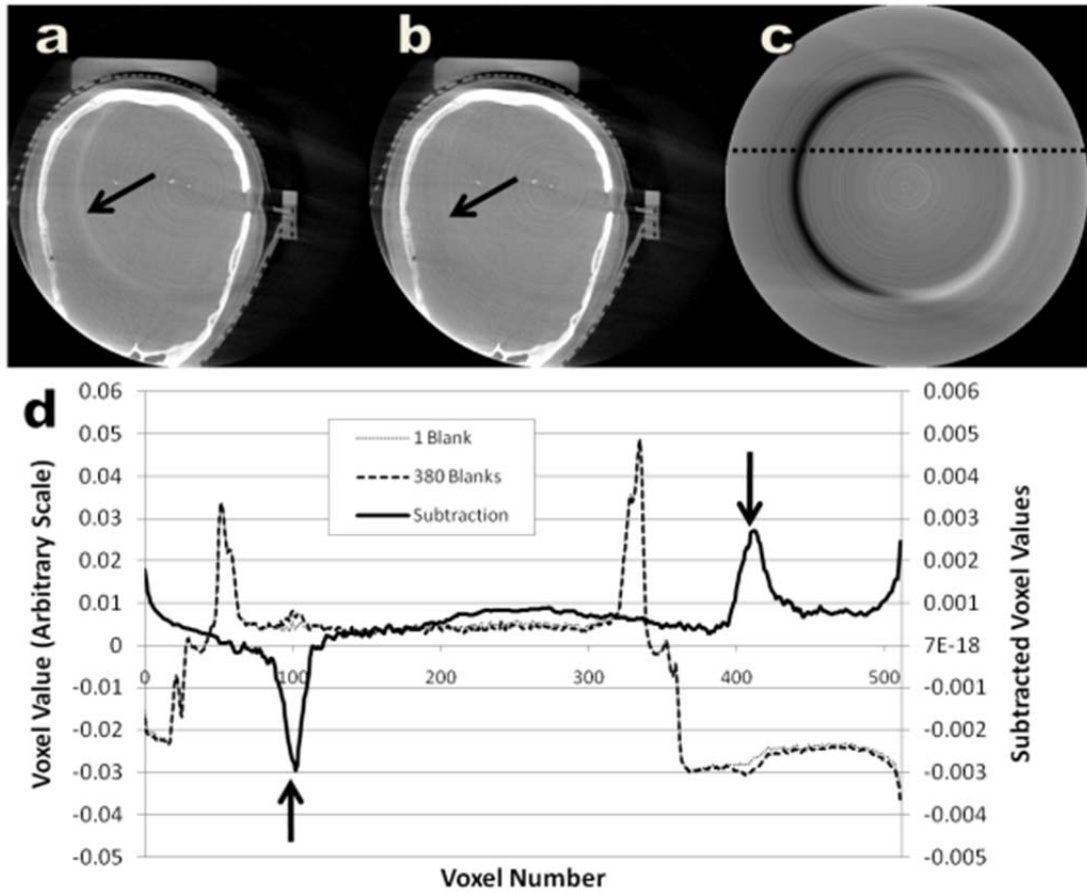 a b c
d
0.06
0.05
0.04
0.03
0.02
0.01
0
-0.01
-0.02
-0.03
-0.04
-0.05
Voxel Value (Arbitrary Scale)
1 Blank
380 Blanks
Subtraction
0 100 200 300 400 500
Voxel Number
0.006
0.005
0.004
0.003
0.002
0.001
7E-18
-0.001
-0.002
-0.003
-0.004
-0.005
Subtracted Voxel Values